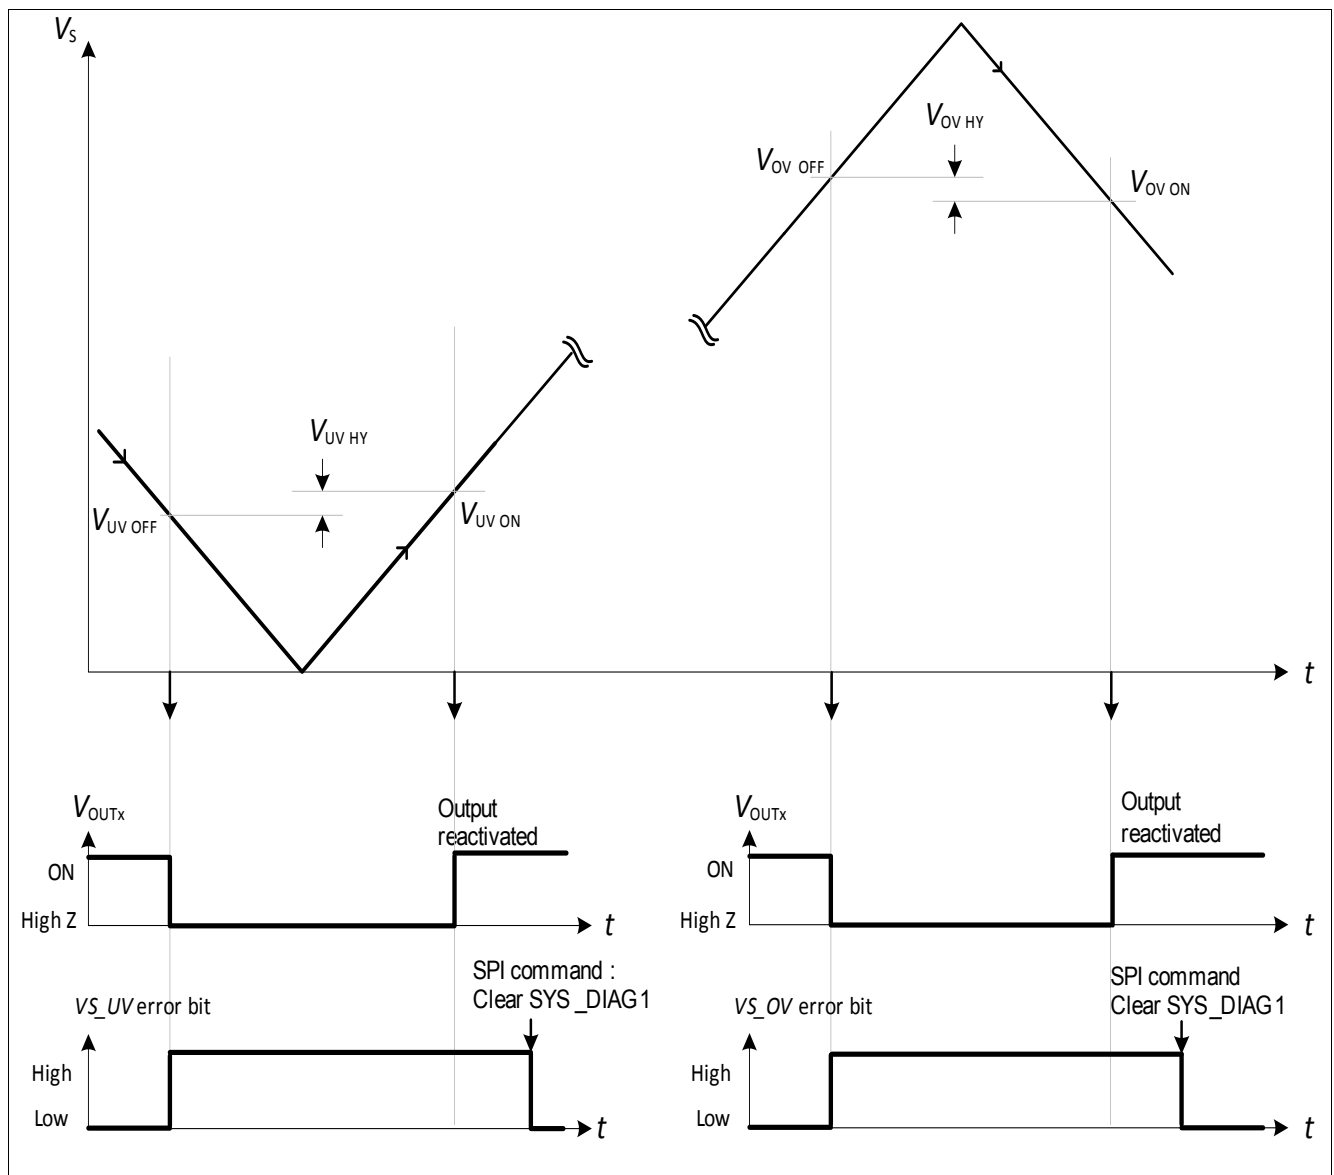 VS
VOV HY
VOV OFF
VOV ON
VUV HY
VUV OFF
VUV ON
t
VOUTx
Output
reactivated
ON
High Z
t
VOUTx
Output
reactivated
ON
High Z
t
SPI command :
Clear SYS_DIAG1
VS_UV error bit
High
Low
t
SPI command
Clear SYS_DIAG1
VS_OV error bit
High
Low
t